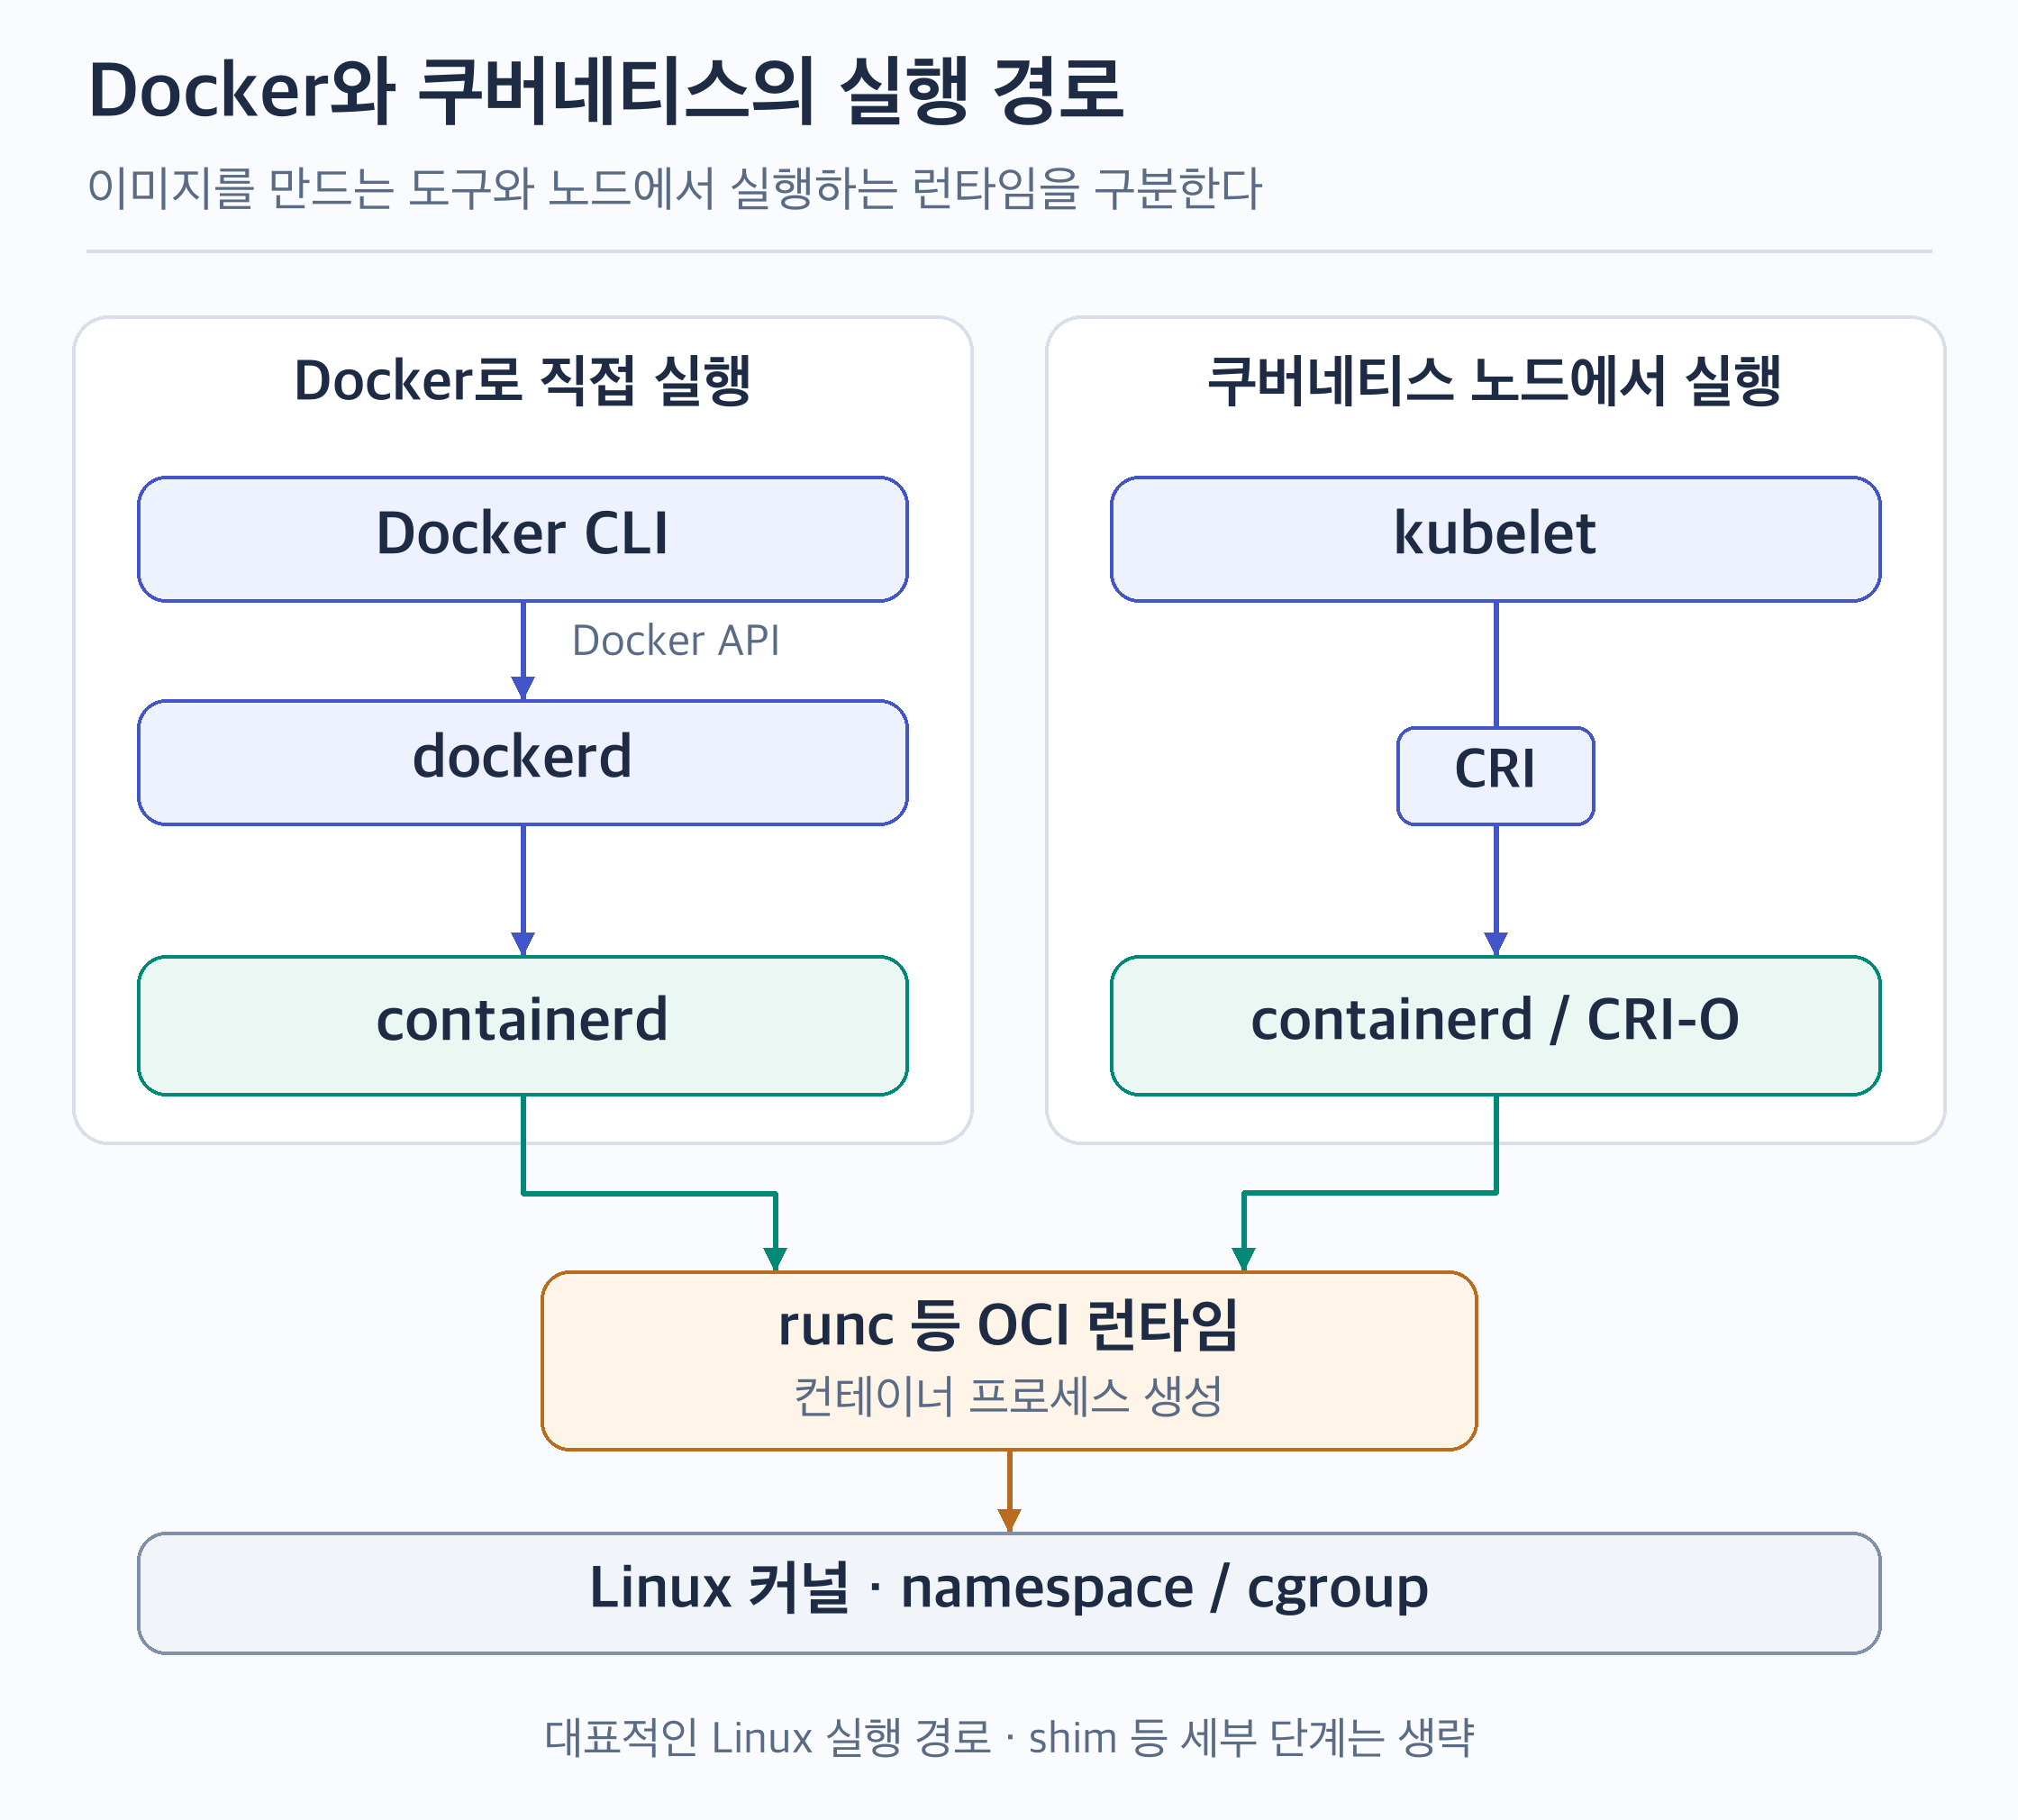 Docker와 쿠버네티스의 실행 경로
이미지를 만드는 도구와 노드에서 실행하는 런타임을 구분한다
Docker로 직접 실행
Docker CLI
Docker API
dockerd
containerd
쿠버네티스 노드에서 실행
kubelet
CRI
containerd / CRI-O
runc 등 OCI 런타임
컨테이너 프로세스 생성
Linux 커널 · namespace / cgroup
대표적인 Linux 실행 경로 · shim 등 세부 단계는 생략